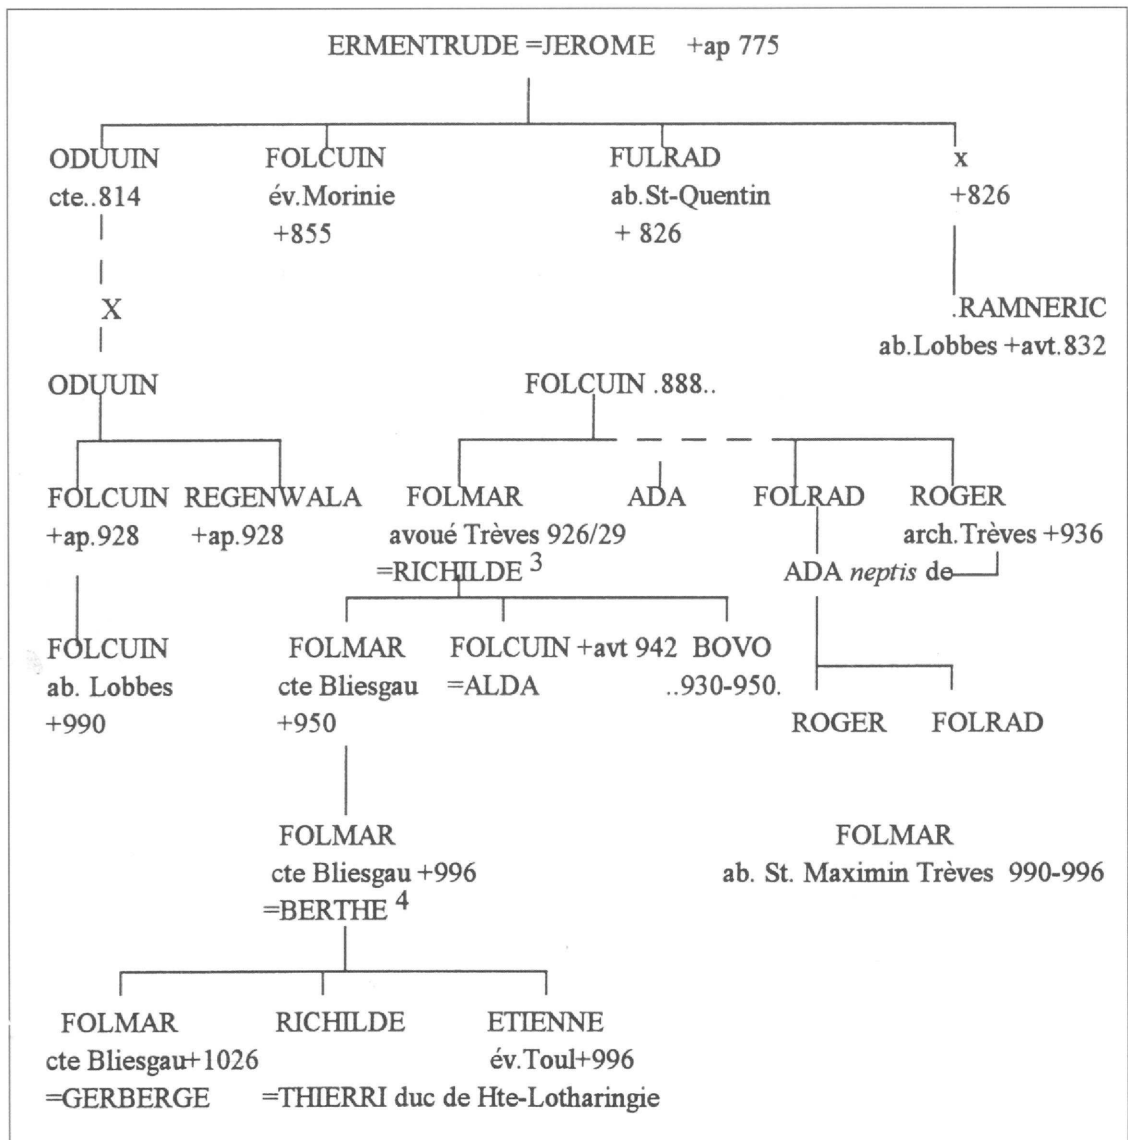 ERMENTRUDE =JEROME +ap 775
ODUUIN FOLCUIN FULRAD x
cte..814 év.Morinie ab.St-Quentin +826
+855 + 826
X .RAMNERIC
ab.Lobbes +avt.832
ODUUIN FOLCUIN .888..
FOLCUIN REGENWALA FOLMAR ADA FOLRAD ROGER
+ap.928 +ap.928 avoué Trèves 926/29 arch.Trèves +936
=RICHILDE 3 ADA neptis de
FOLCUIN FOLMAR FOLCUIN +avt 942 BOVO
ab. Lobbes cte Bliesgau =ALDA ..930-950.
+990 +950 ROGER FOLRAD
FOLMAR FOLMAR
cte Bliesgau +996 ab. St. Maximin Trèves 990-996
=BERTHE 4
FOLMAR RICHILDE ETIENNE
cte Bliesgau+1026 év.Toul+996
=GERBERGE =THIERRI duc de Hte-Lotharingie